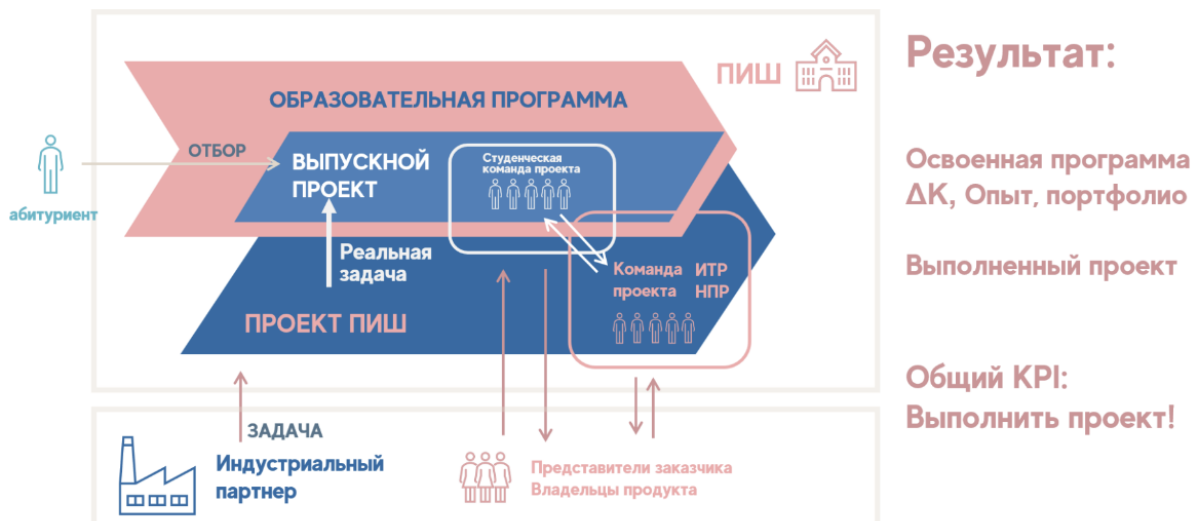 ПИШ
ОБРАЗОВАТЕЛЬНАЯ ПРОГРАММА
ОТБОР
абитуриент
ВЫПУСКНОЙ
ПРОЕКТ
Студенческая
команда проекта
Реальная
задача
Команда ИТР
проекта НПР
ПРОЕКТ ПИШ
ЗАДАЧА
Индустриальный
партнер
Представители заказчика
Владельцы продукта
Результат:
Освоенная программа
ДК, Опыт, портфолио
Выполненный проект
Общий KPI:
Выполнить проект!